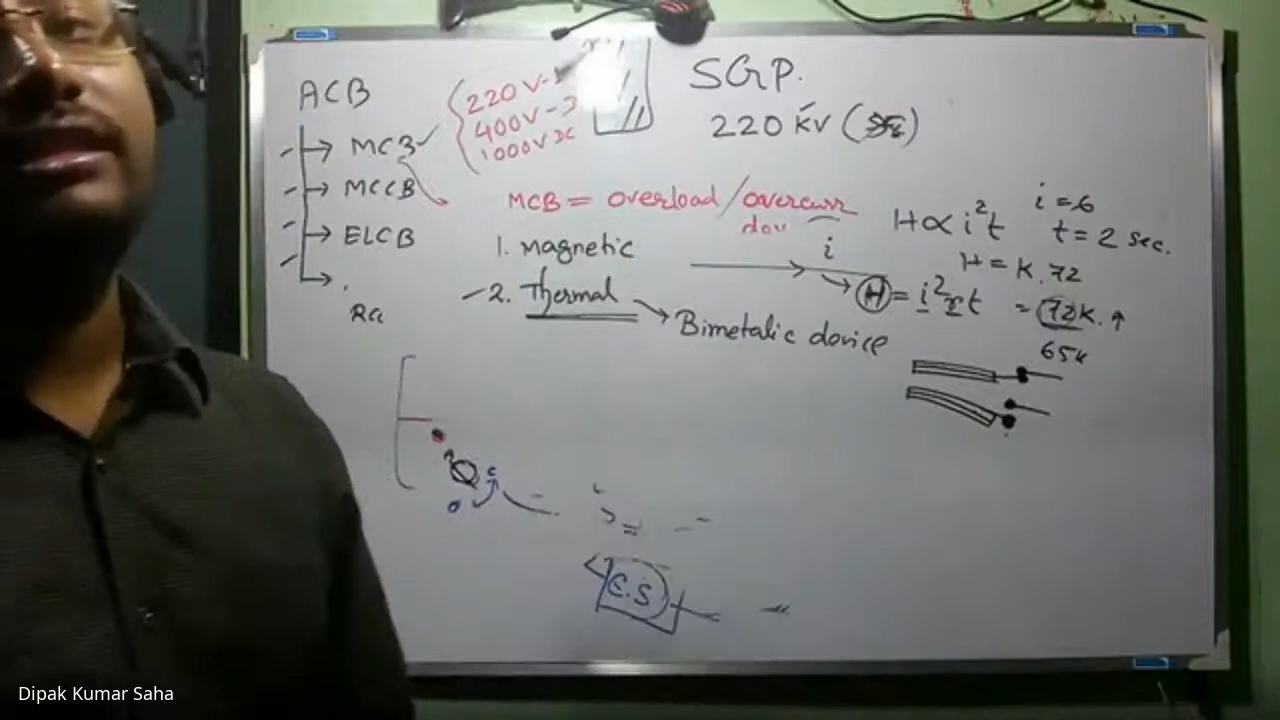 ACB
MCB
MCCB
ELCB
220V-
400V-
1000V DC
SGP.
220 KV
MCB = overload / overcurr
1. magnetic
2. Thermal
Bimetalic device
i
H = i²rt = 72K. ↑
H ∝ i²t
i = 6
t = 2 sec.
H = K.72
65K
Dipak Kumar Saha